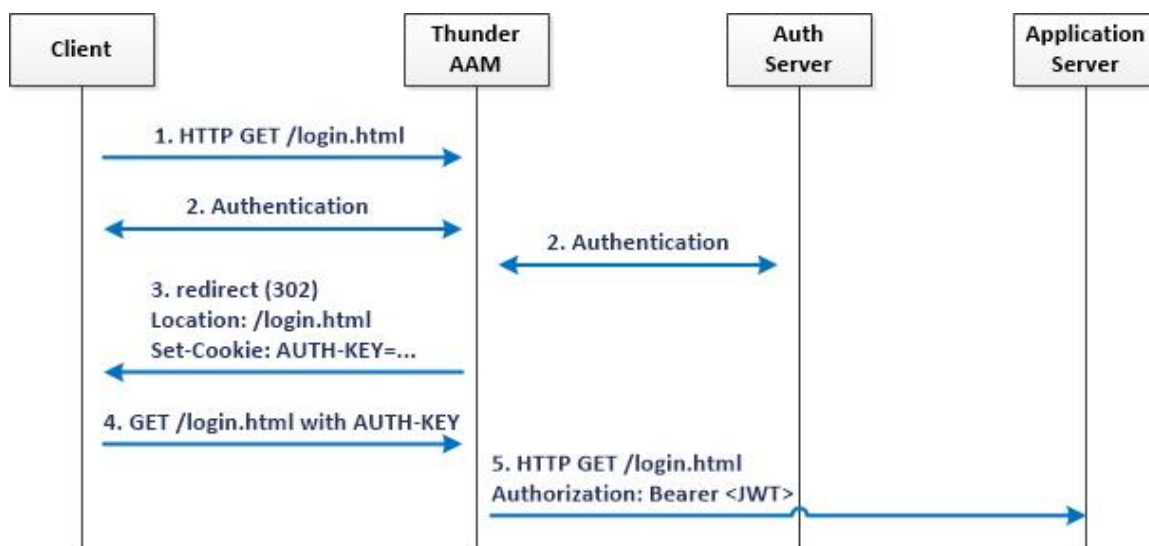 Client
Thunder
AAM
Auth
Server
Application
Server
1. HTTP GET /login.html
2. Authentication
2. Authentication
3. redirect (302)
Location: /login.html
Set-Cookie: AUTH-KEY=...
4. GET /login.html with AUTH-KEY
5. HTTP GET /login.html
Authorization: Bearer <JWT>